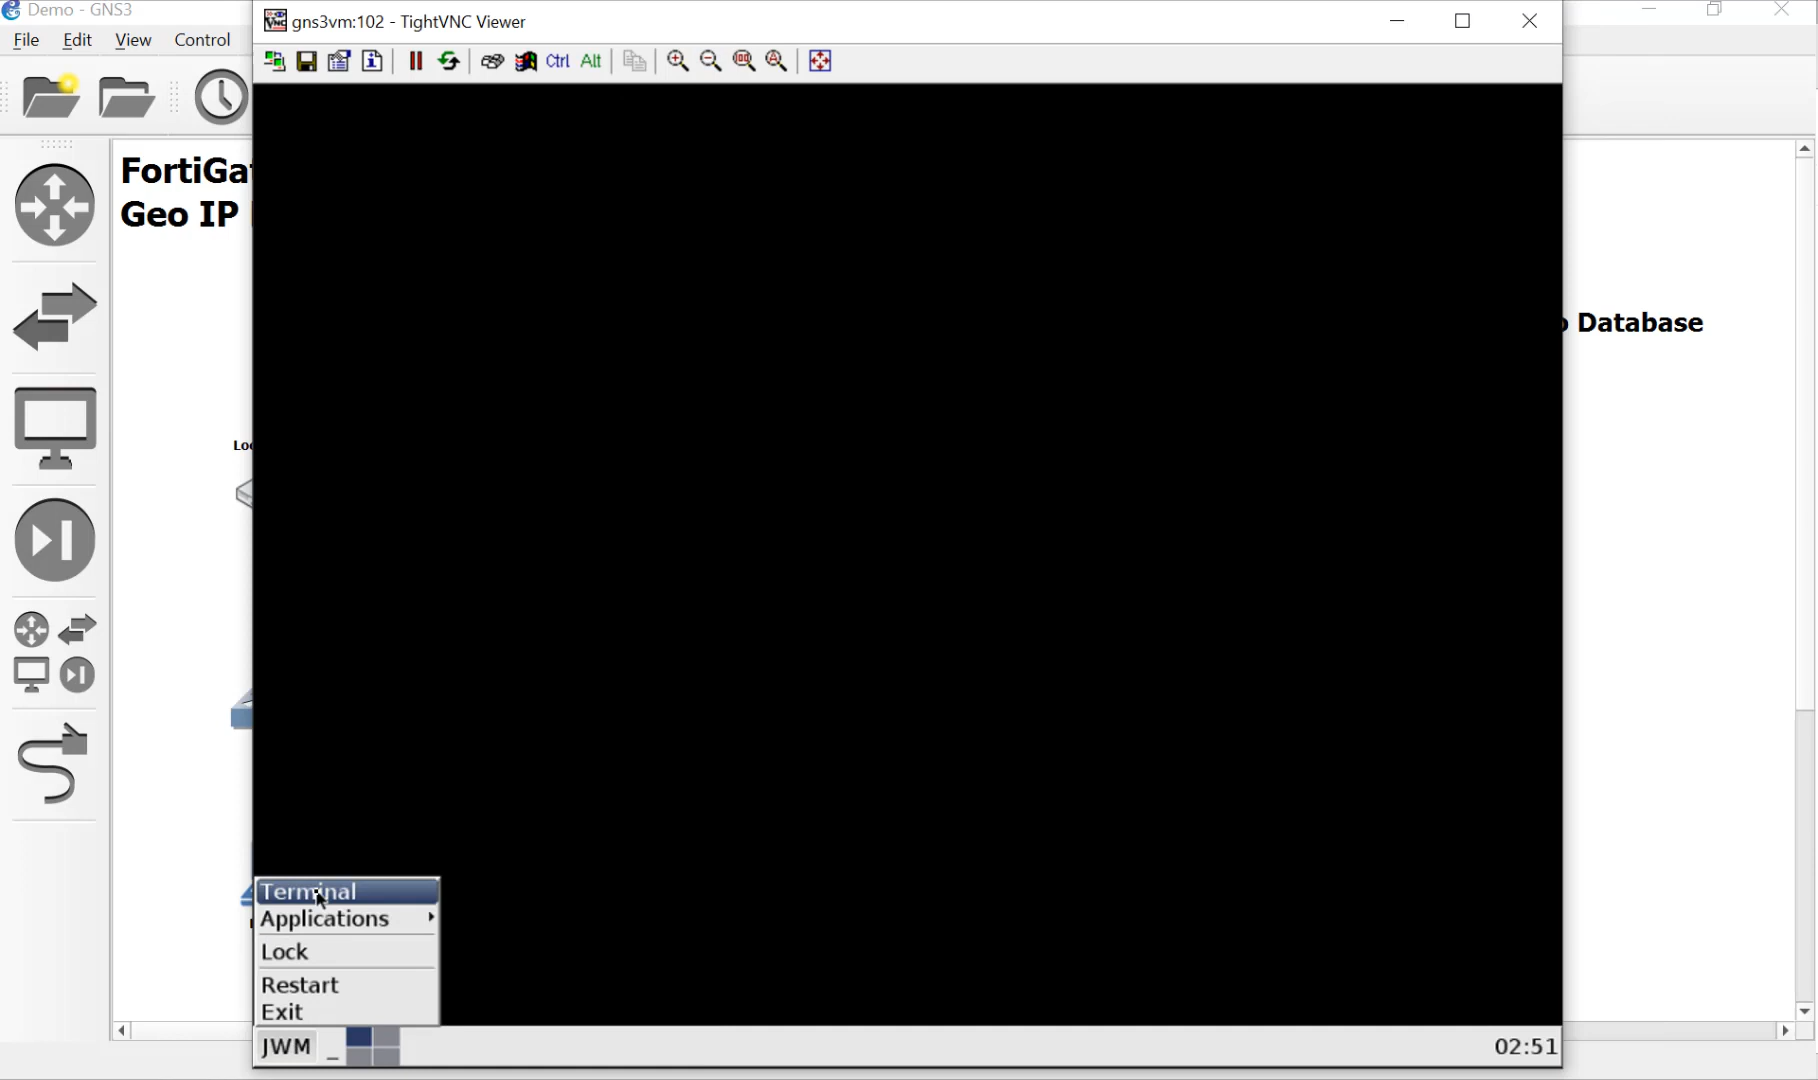 Demo - GNS3
gns3vm:102 - TightVNC Viewer
File Edit View Control
Ctrl Alt
FortiGa
Geo IP
Database
Loc
Terminal
Applications
Lock
Restart
Exit
JWM
02:51